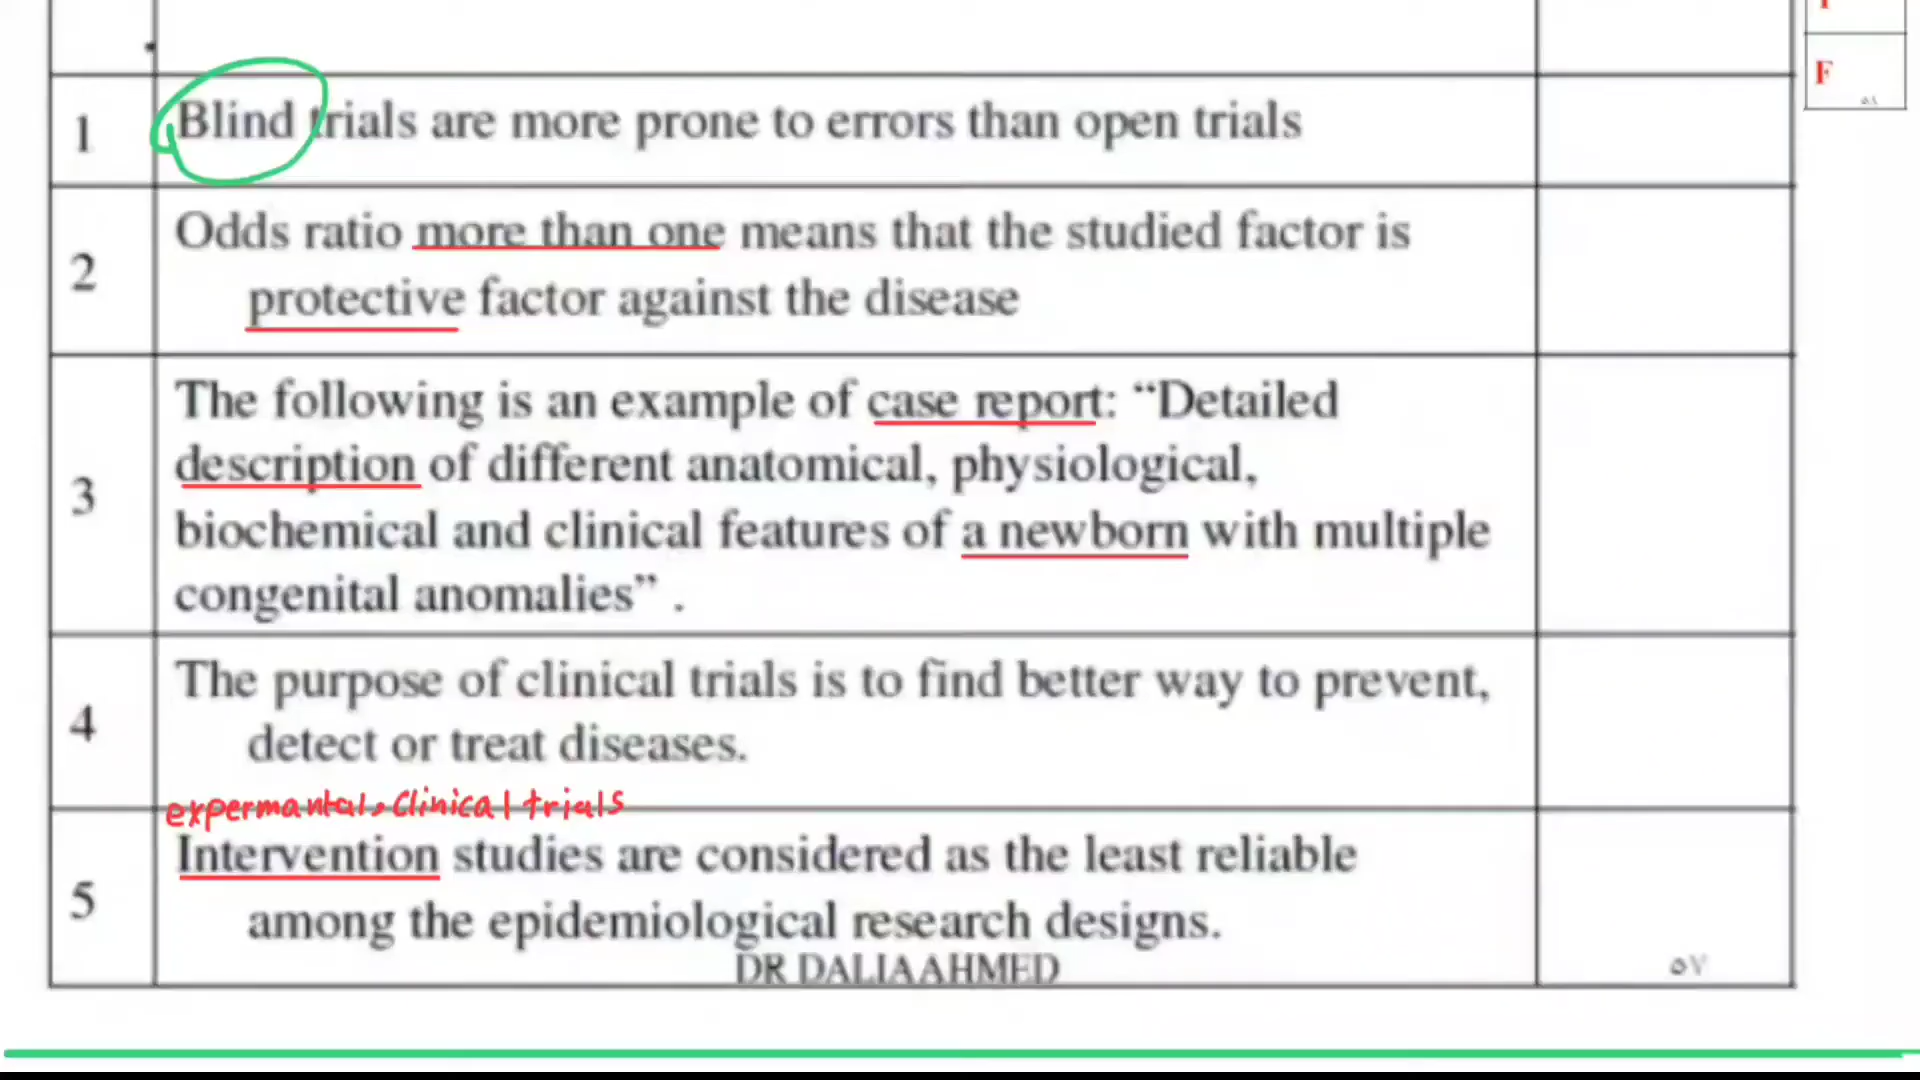 F
1
Blind trials are more prone to errors than open trials
2
Odds ratio more than one means that the studied factor is
protective factor against the disease
3
The following is an example of case report: “Detailed
description of different anatomical, physiological,
biochemical and clinical features of a newborn with multiple
congenital anomalies” .
4
The purpose of clinical trials is to find better way to prevent,
detect or treat diseases.
expermantal, Clinical trials
5
Intervention studies are considered as the least reliable
among the epidemiological research designs.
DR DALIA AHMED
٥٧